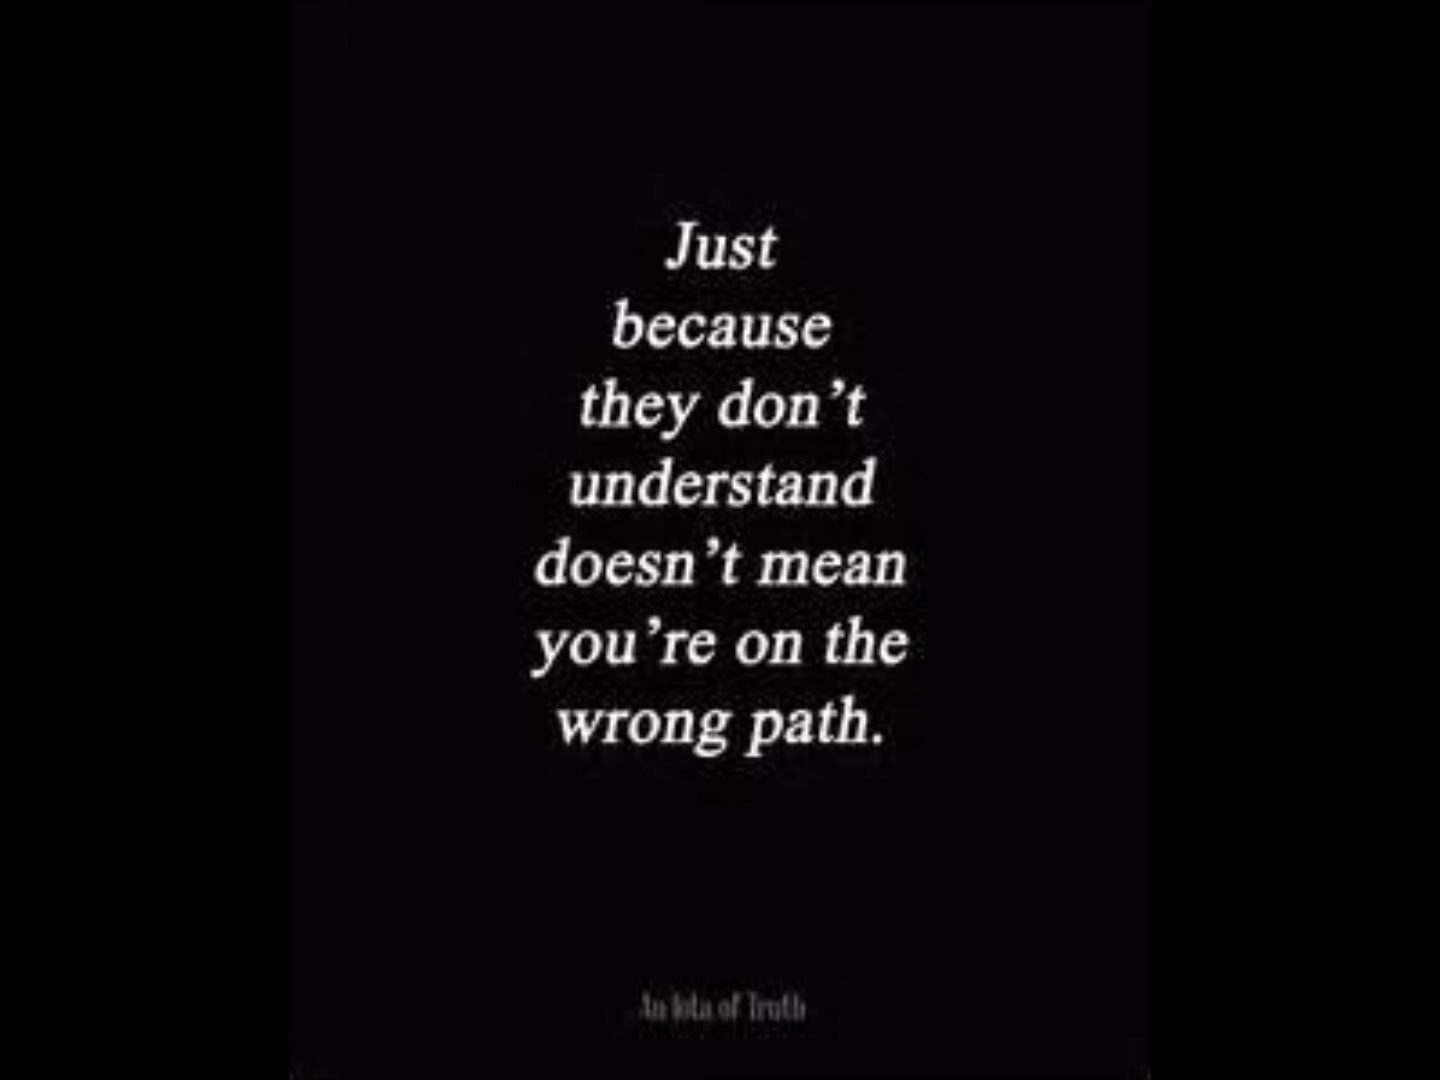 Just
because
they don’t
understand
doesn’t mean
you’re on the
wrong path.
An Iota of Truth